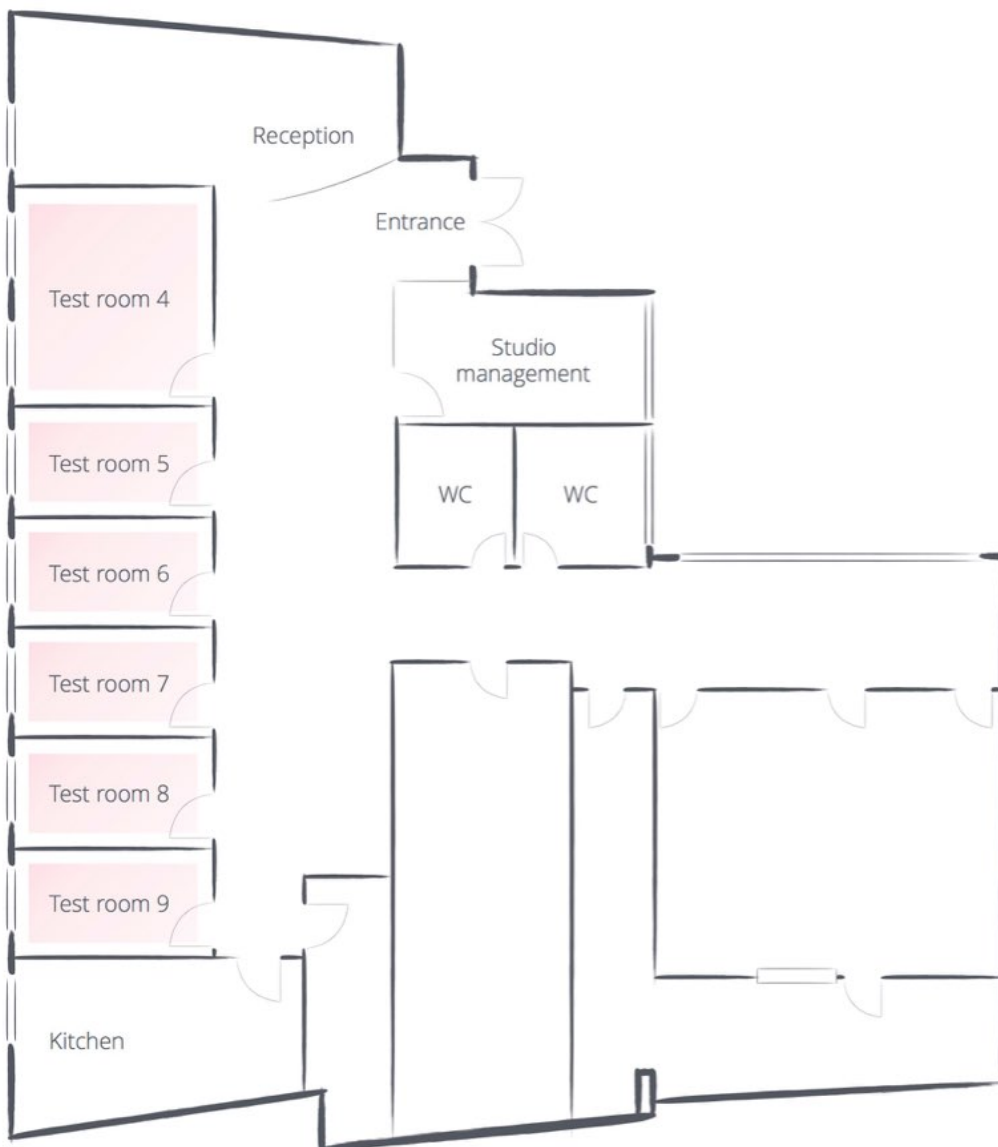 Reception
Entrance
Test room 4
Studio
management
Test room 5
WC
WC
Test room 6
Test room 7
Test room 8
Test room 9
Kitchen